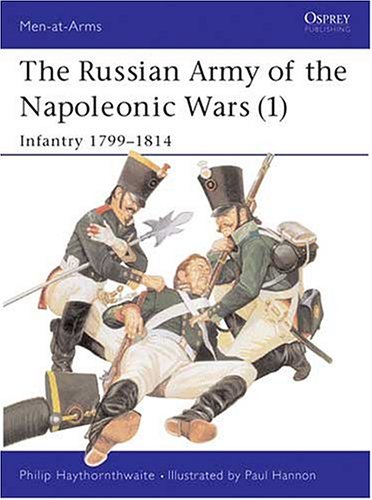 Men-at-Arms
OSPREY
PUBLISHING
The Russian Army of the
Napoleonic Wars (1)
Infantry 1799–1814
Philip Haythornthwaite • Illustrated by Paul Hannon